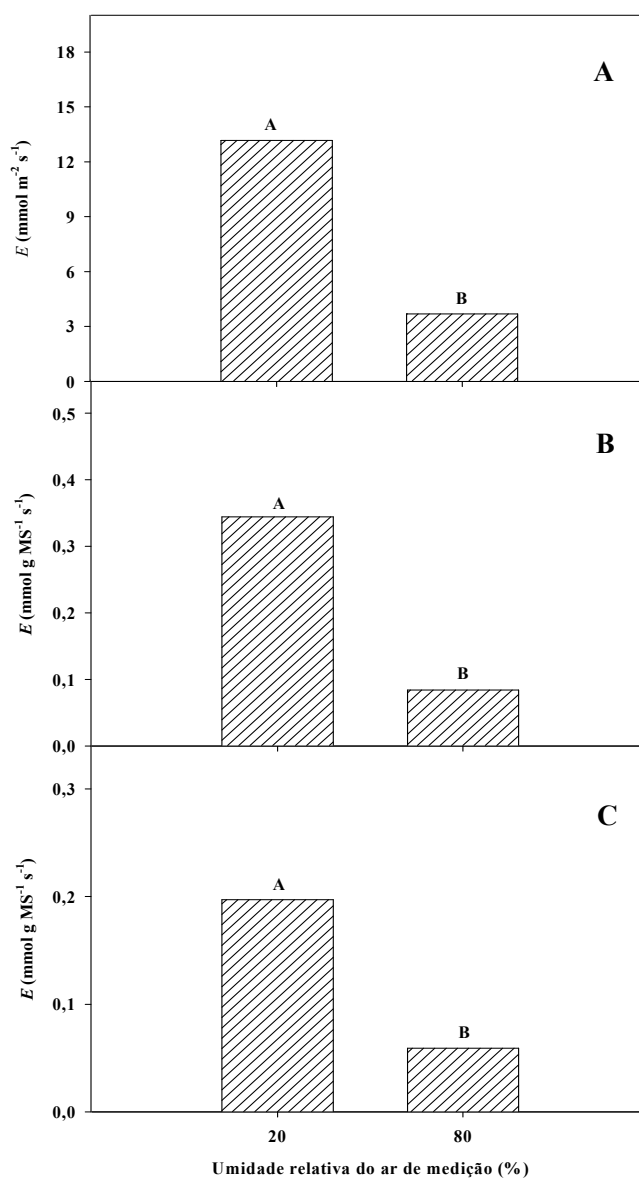 18
A
15
A
12
9
6
B
3
0
E (mmol m-2 s-1)
0,5
B
0,4
A
0,3
0,2
0,1
B
0,0
E (mmol g MS-1 s-1)
0,3
C
A
0,2
0,1
B
0,0
E (mmol g MS-1 s-1)
20 80
Umidade relativa do ar de medição (%)